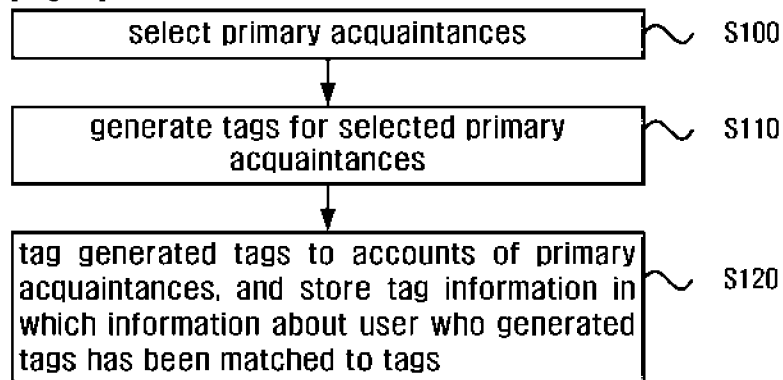 select primary acquaintances
S100
generate tags for selected primary
acquaintances
S110
tag generated tags to accounts of primary
acquaintances, and store tag information in
which information about user who generated
tags has been matched to tags
S120